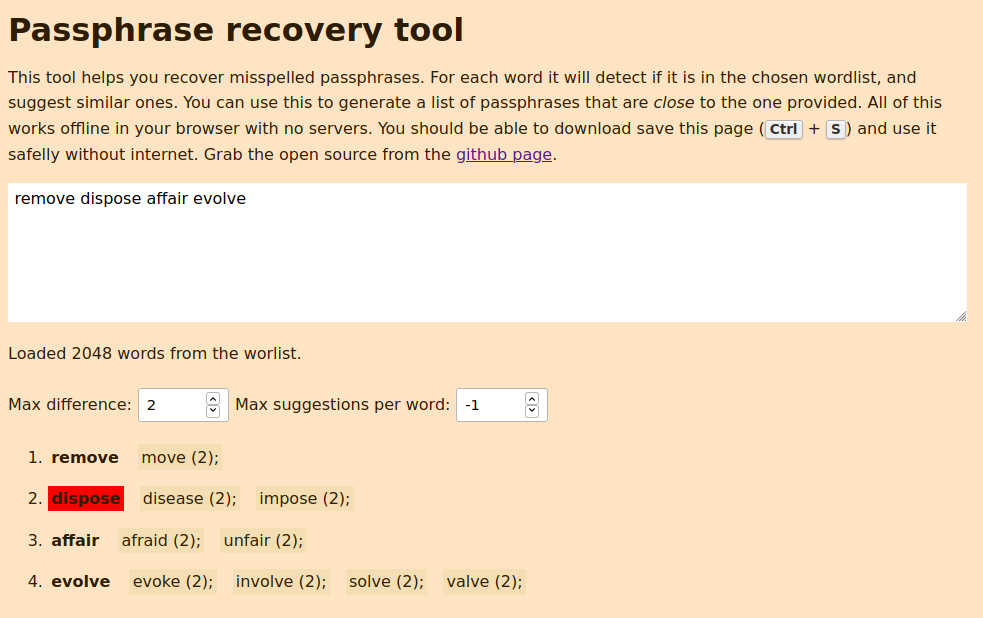 Passphrase recovery tool
This tool helps you recover misspelled passphrases. For each word it will detect if it is in the chosen wordlist, and
suggest similar ones. You can use this to generate a list of passphrases that are close to the one provided. All of this
works offline in your browser with no servers. You should be able to download save this page (Ctrl + S) and use it
safelly without internet. Grab the open source from the github page.
remove dispose affair evolve
Loaded 2048 words from the worlist.
Max difference: 2 Max suggestions per word: -1
1. remove move (2);
2. dispose disease (2); impose (2);
3. affair afraid (2); unfair (2);
4. evolve evoke (2); involve (2); solve (2); valve (2);